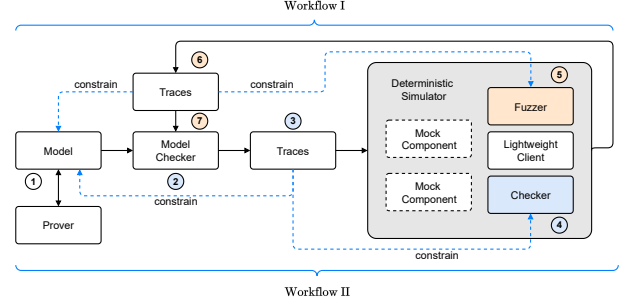 Workflow I
6
5
constrain
constrain
Traces
Deterministic
Simulator
Fuzzer
7
3
Model
Model
Checker
Traces
Mock
Component
Lightweight
Client
1
2
constrain
Mock
Component
Checker
Prover
4
constrain
Workflow II